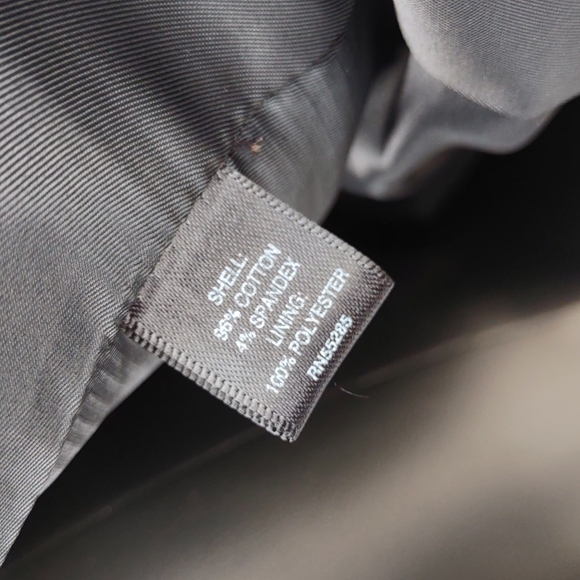 SHELL:
96% COTTON
4% SPANDEX
LINING:
100% POLYESTER
RN55285